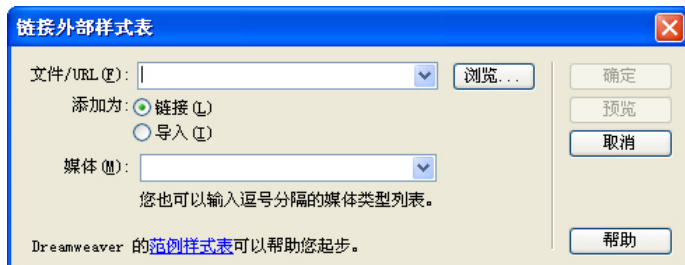 链接外部样式表
文件/URL(F): 浏览... 确定
添加为: 链接(L) 预览
导入(I) 取消
媒体(M):
您也可以输入逗号分隔的媒体类型列表。
Dreamweaver 的范例样式表可以帮助您起步。 帮助